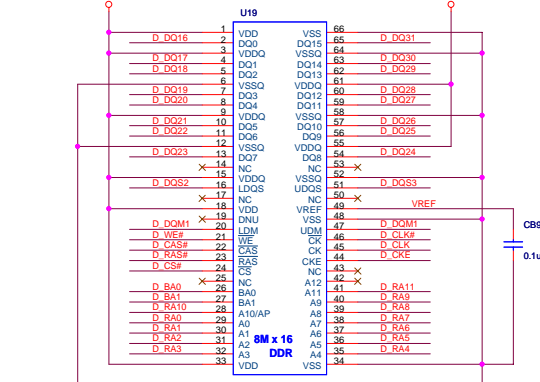 U19
1 VDD VSS 66
D_DQ16 2 DQ0 DQ15 65 D_DQ31
3 VDDQ VSSQ 64
D_DQ17 4 DQ1 DQ14 63 D_DQ30
D_DQ18 5 DQ2 DQ13 62 D_DQ29
6 VSSQ VDDQ 61
D_DQ19 7 DQ3 DQ12 60 D_DQ28
D_DQ20 8 DQ4 DQ11 59 D_DQ27
9 VDDQ VSSQ 58
D_DQ21 10 DQ5 DQ10 57 D_DQ26
D_DQ22 11 DQ6 DQ9 56 D_DQ25
12 VSSQ VDDQ 55
D_DQ23 13 DQ7 DQ8 54 D_DQ24
14 NC NC 53
15 VDDQ VSSQ 52
D_DQS2 16 LDQS UDQS 51 D_DQS3
17 NC NC 50
18 VDD VREF 49 VREF
19 DNU VSS 48
D_DQM1 20 LDM UDM 47 D_DQM1
D_WE# 21 WE CK 46 D_CLK#
D_CAS# 22 CAS CK 45 D_CLK
D_RAS# 23 RAS CKE 44 D_CKE
D_CS# 24 CS NC 43
25 NC A12 42
D_BA0 26 BA0 A11 41 D_RA11
D_BA1 27 BA1 A9 40 D_RA9
D_RA10 28 A10/AP A8 39 D_RA8
D_RA0 29 A0 A7 38 D_RA7
D_RA1 30 A1 A6 37 D_RA6
D_RA2 31 A2 A5 36 D_RA5
D_RA3 32 A3 A4 35 D_RA4
33 VDD VSS 34
8M x 16
DDR
CB9
0.1u